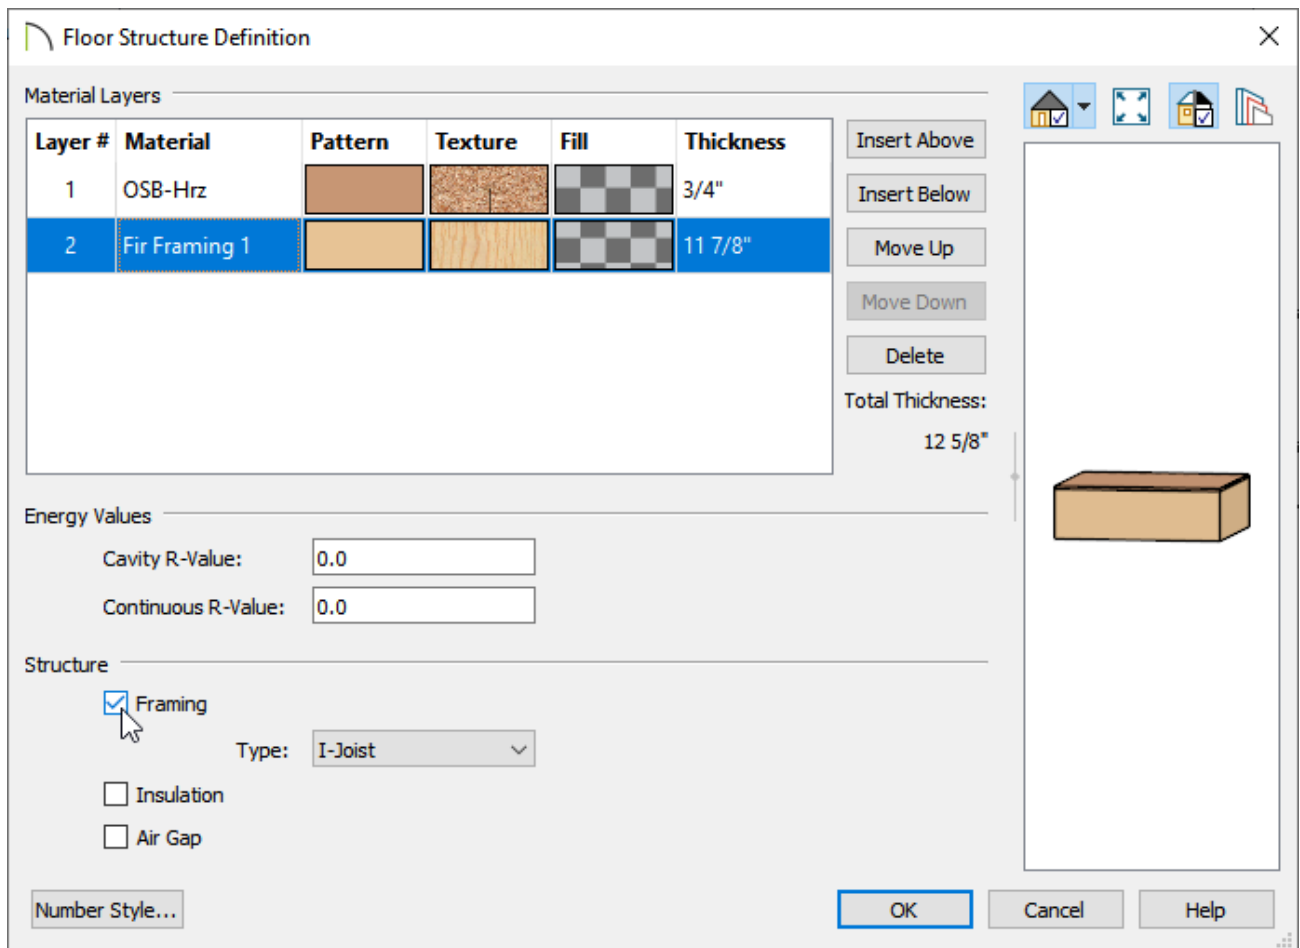 Floor Structure Definition
Material Layers
Layer # Material Pattern Texture Fill Thickness
1 OSB-Hrz 3/4"
2 Fir Framing 1 11 7/8"
Insert Above
Insert Below
Move Up
Move Down
Delete
Total Thickness:
12 5/8"
Energy Values
Cavity R-Value: 0.0
Continuous R-Value: 0.0
Structure
Framing
Type: I-Joist
Insulation
Air Gap
Number Style... OK Cancel Help